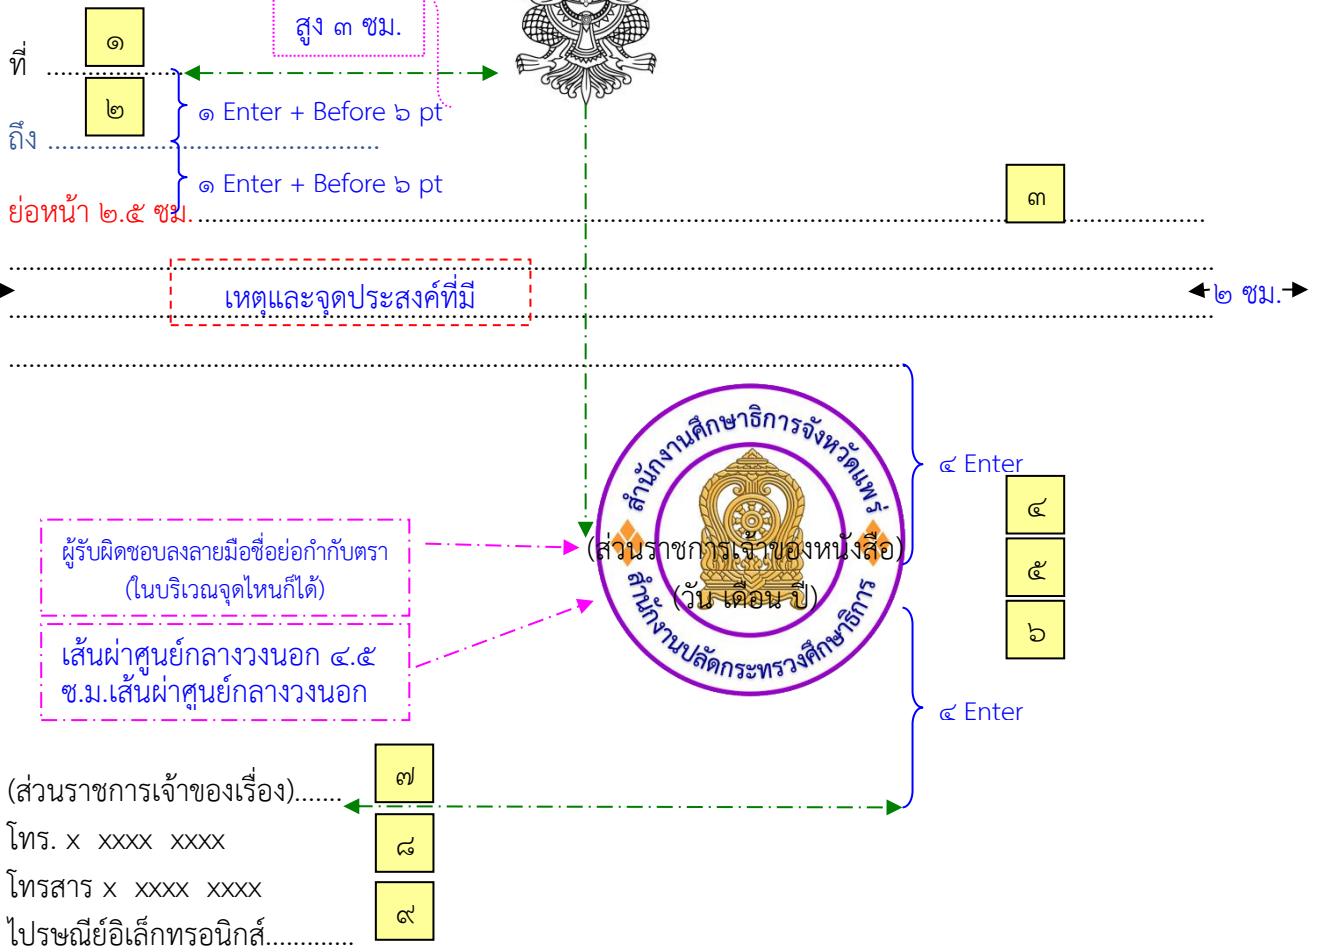 สูง ๓ ซม.
๑
ที่ ....................
๒
๑ Enter + Before ๖ pt
ถึง ................................................
๑ Enter + Before ๖ pt
๓
ย่อหน้า ๒.๕ ซม. ................................................................................
................................................................................
เหตุและจุดประสงค์ที่มี
๒ ซม.
................................................................................
................................................................................
สำนักงานศึกษาธิการจังหวัดแพร่
๔ Enter
๔
ผู้รับผิดชอบลงลายมือชื่อย่อกำกับตรา
(ในบริเวณจุดไหนก็ได้)
(ส่วนราชการเจ้าของหนังสือ)
๕
(วัน เดือน ปี)
๖
สำนักงานปลัดกระทรวงศึกษาธิการ
เส้นผ่าศูนย์กลางวงนอก ๔.๕
ซ.ม.เส้นผ่าศูนย์กลางวงนอก
๔ Enter
๗
(ส่วนราชการเจ้าของเรื่อง).......
โทร. x xxxx xxxx
๘
โทรสาร x xxxx xxxx
๙
ไปรษณีย์อิเล็กทรอนิกส์.............